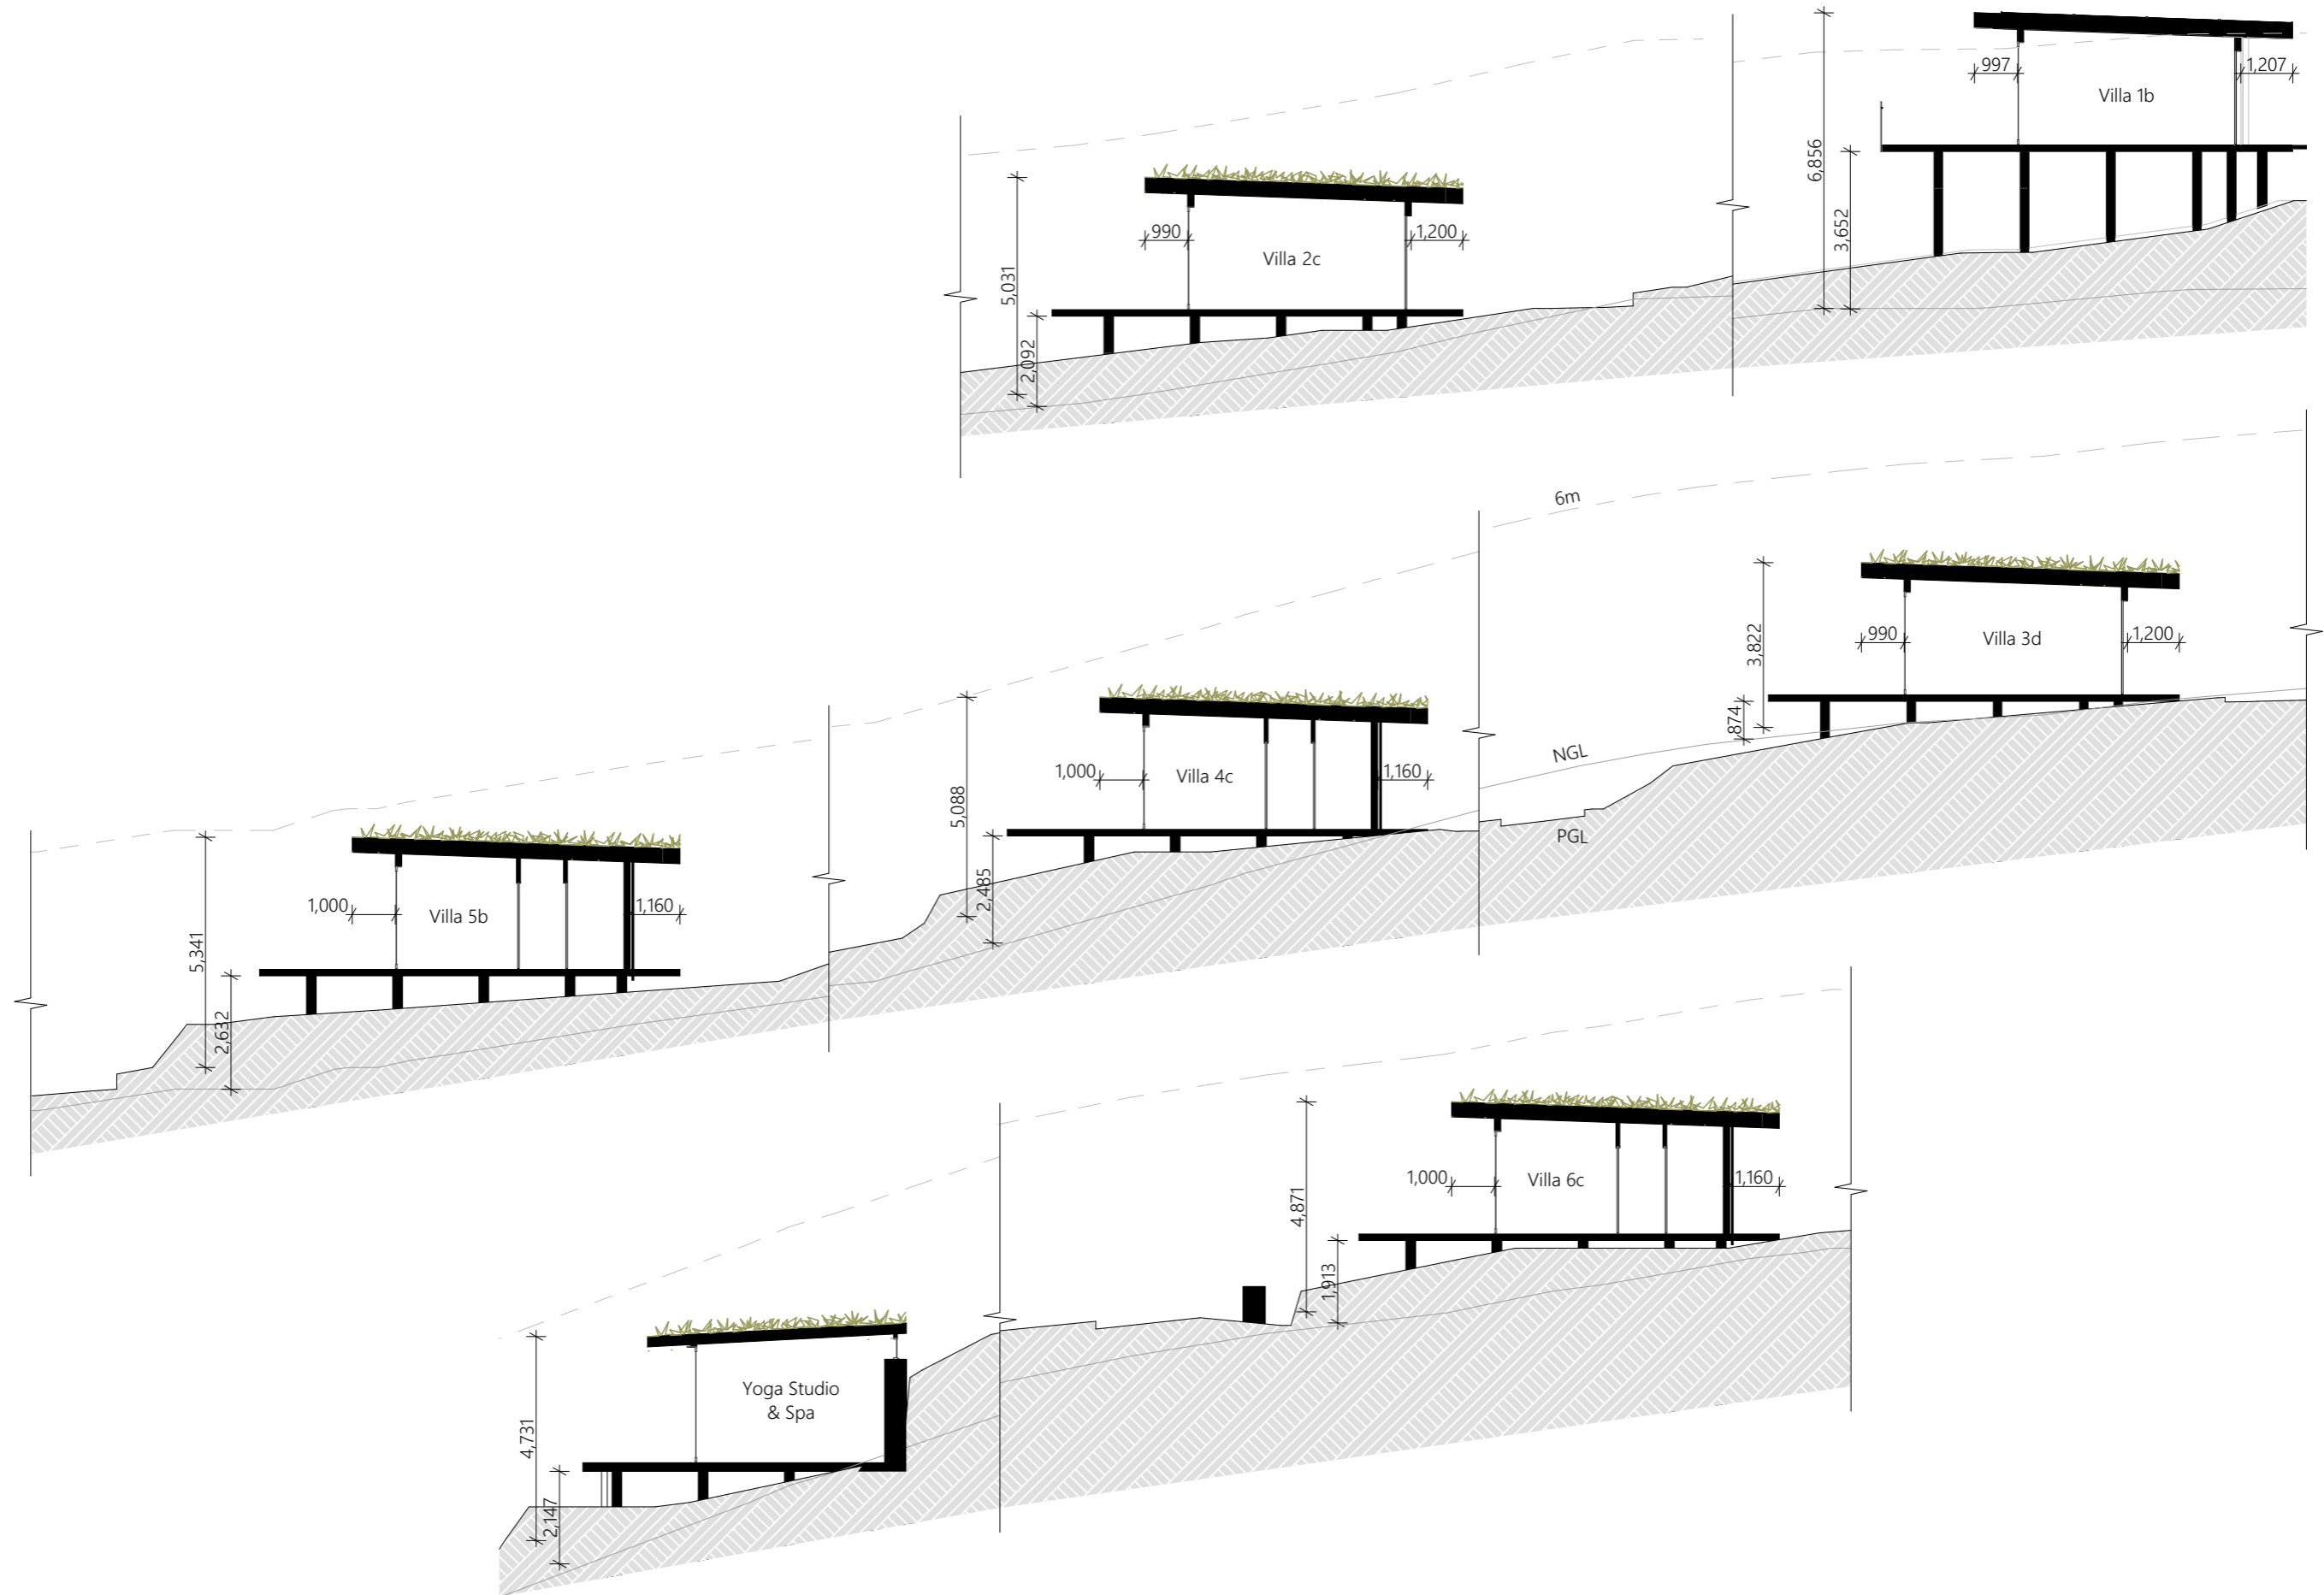 997
1,207
Villa 1b
6,856
3,652
990
1,200
Villa 2c
5,031
2,092
6m
990
Villa 3d
1,200
3,822
874
NGL
PGL
1,000
Villa 4c
1,160
5,088
2,485
1,000
Villa 5b
1,160
5,341
2,632
1,000
Villa 6c
1,160
4,871
1,913
Yoga Studio
& Spa
4,731
2,147